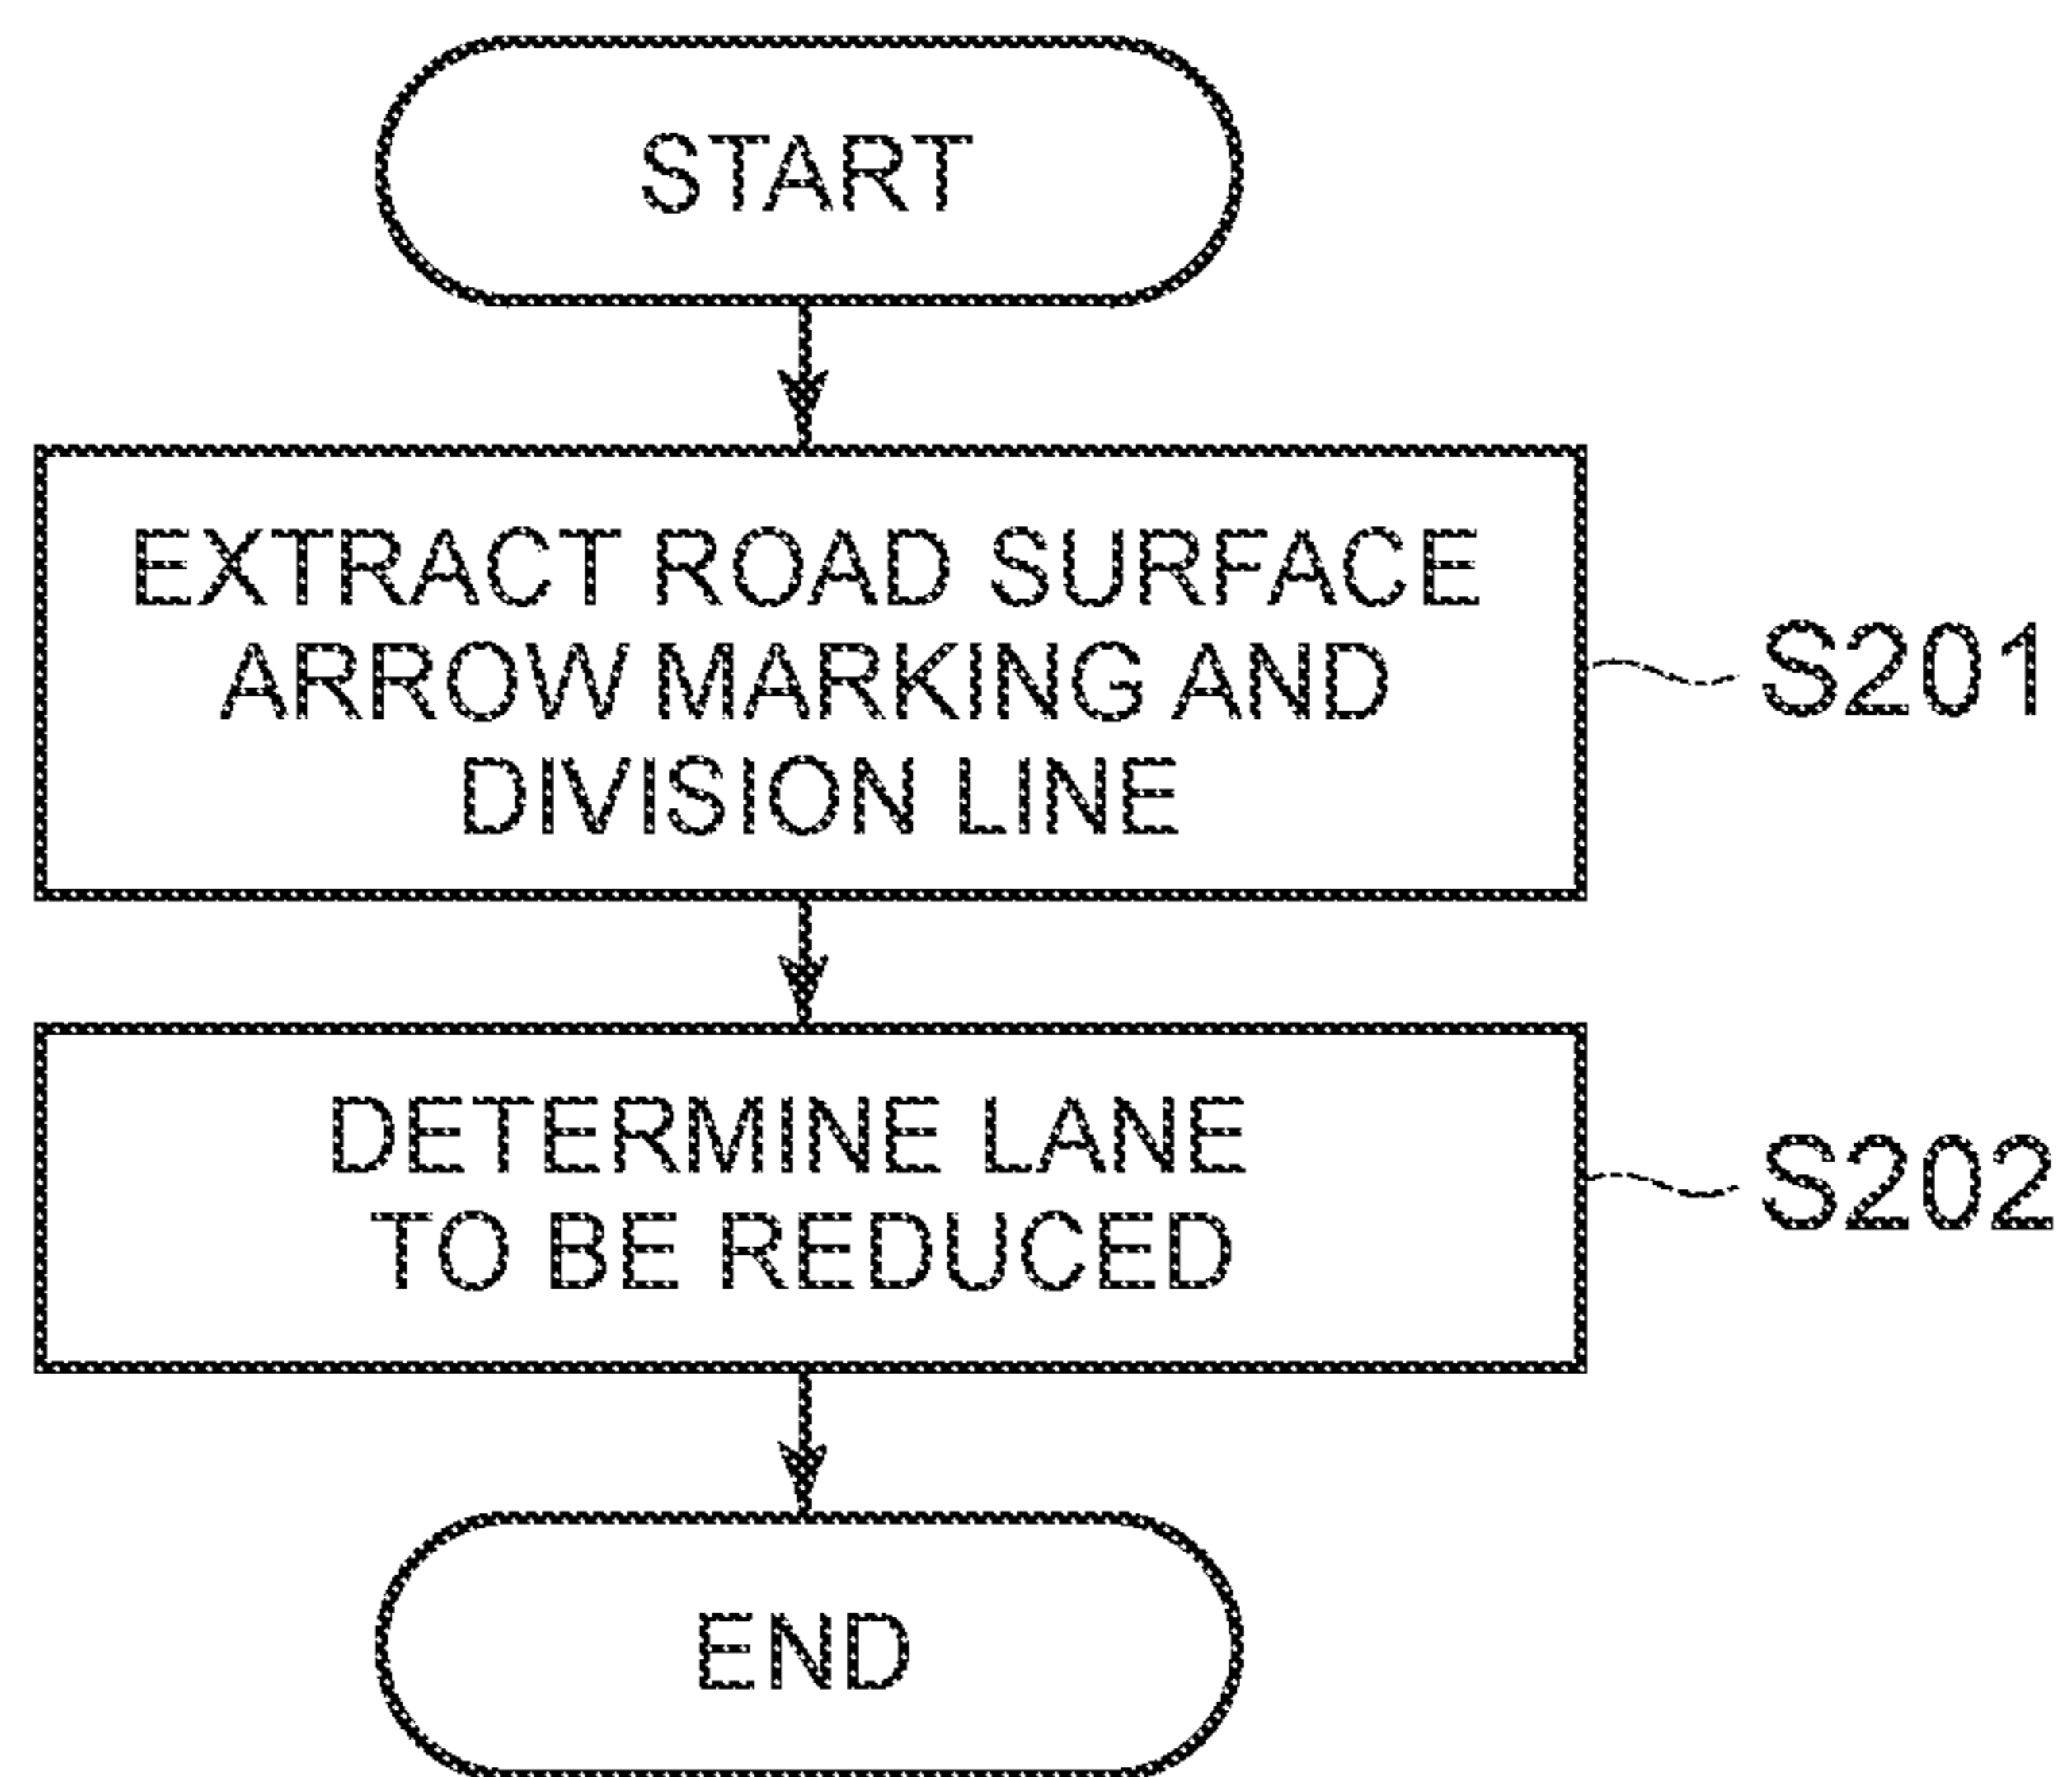 START
EXTRACT ROAD SURFACE
ARROW MARKING AND
DIVISION LINE
S201
DETERMINE LANE
TO BE REDUCED
S202
END